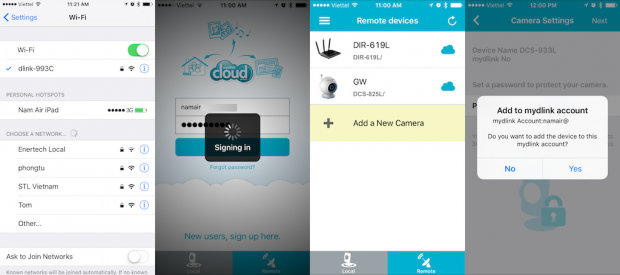 11:21 AM
Settings
Wi-Fi
Wi-Fi
dlink-993C
PERSONAL HOTSPOTS
Nam Air iPad
3G
CHOOSE A NETWORK...
Enertech Local
phongtu
STL Vietnam
Tom
Other...
Ask to Join Networks
Known networks will be joined automatically. If no known
Viettel
11:00 AM
cloud
namair
Signing in
Forgot password?
New users, sign up here.
Local
Remote
Viettel
11:00 AM
Remote devices
DIR-619L
DIR-619L/
GW
DCS-825L/
Add a New Camera
Local
Remote
Viettel
12:00 AM
Camera Settings
Next
Device Name DCS-933L
mydlink No
Set a password to protect your camera.
P
Add to mydlink account
mydlink Account:namair@
Do you want to add the device to this
mydlink account?
No
Yes